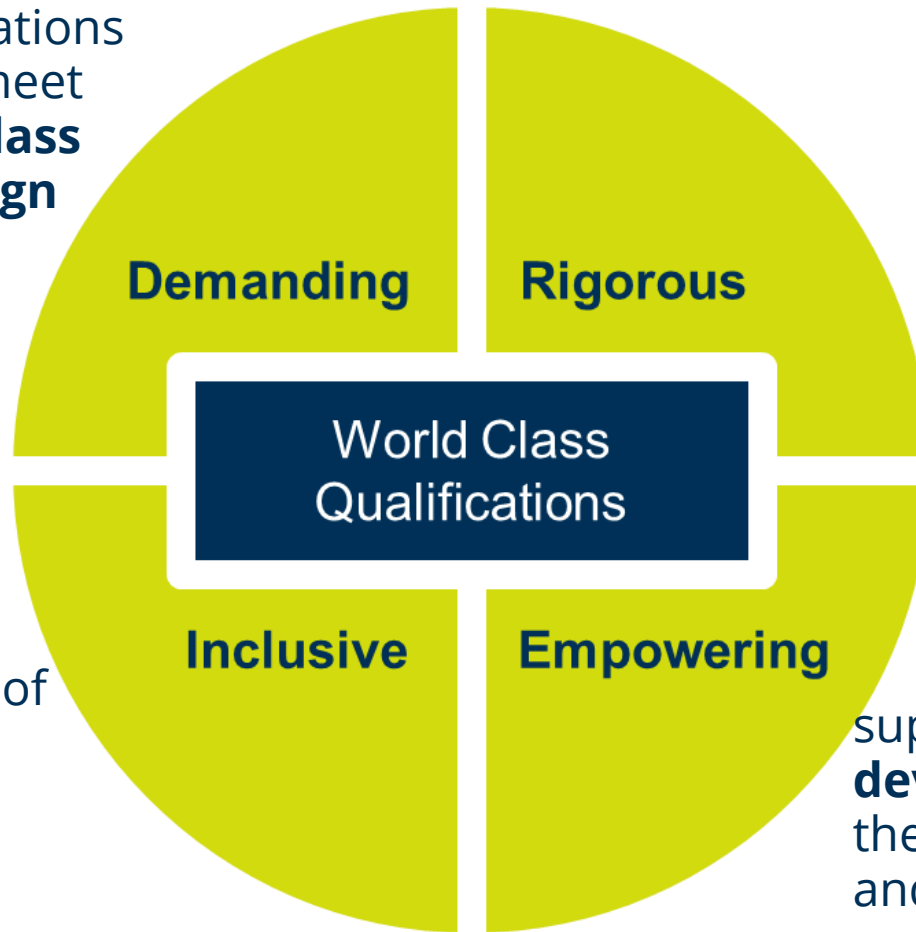 ations
neet
lass
gn
Demanding
Rigorous
World Class
Qualifications
Inclusive
Empowering
of
sup
dev
the
and